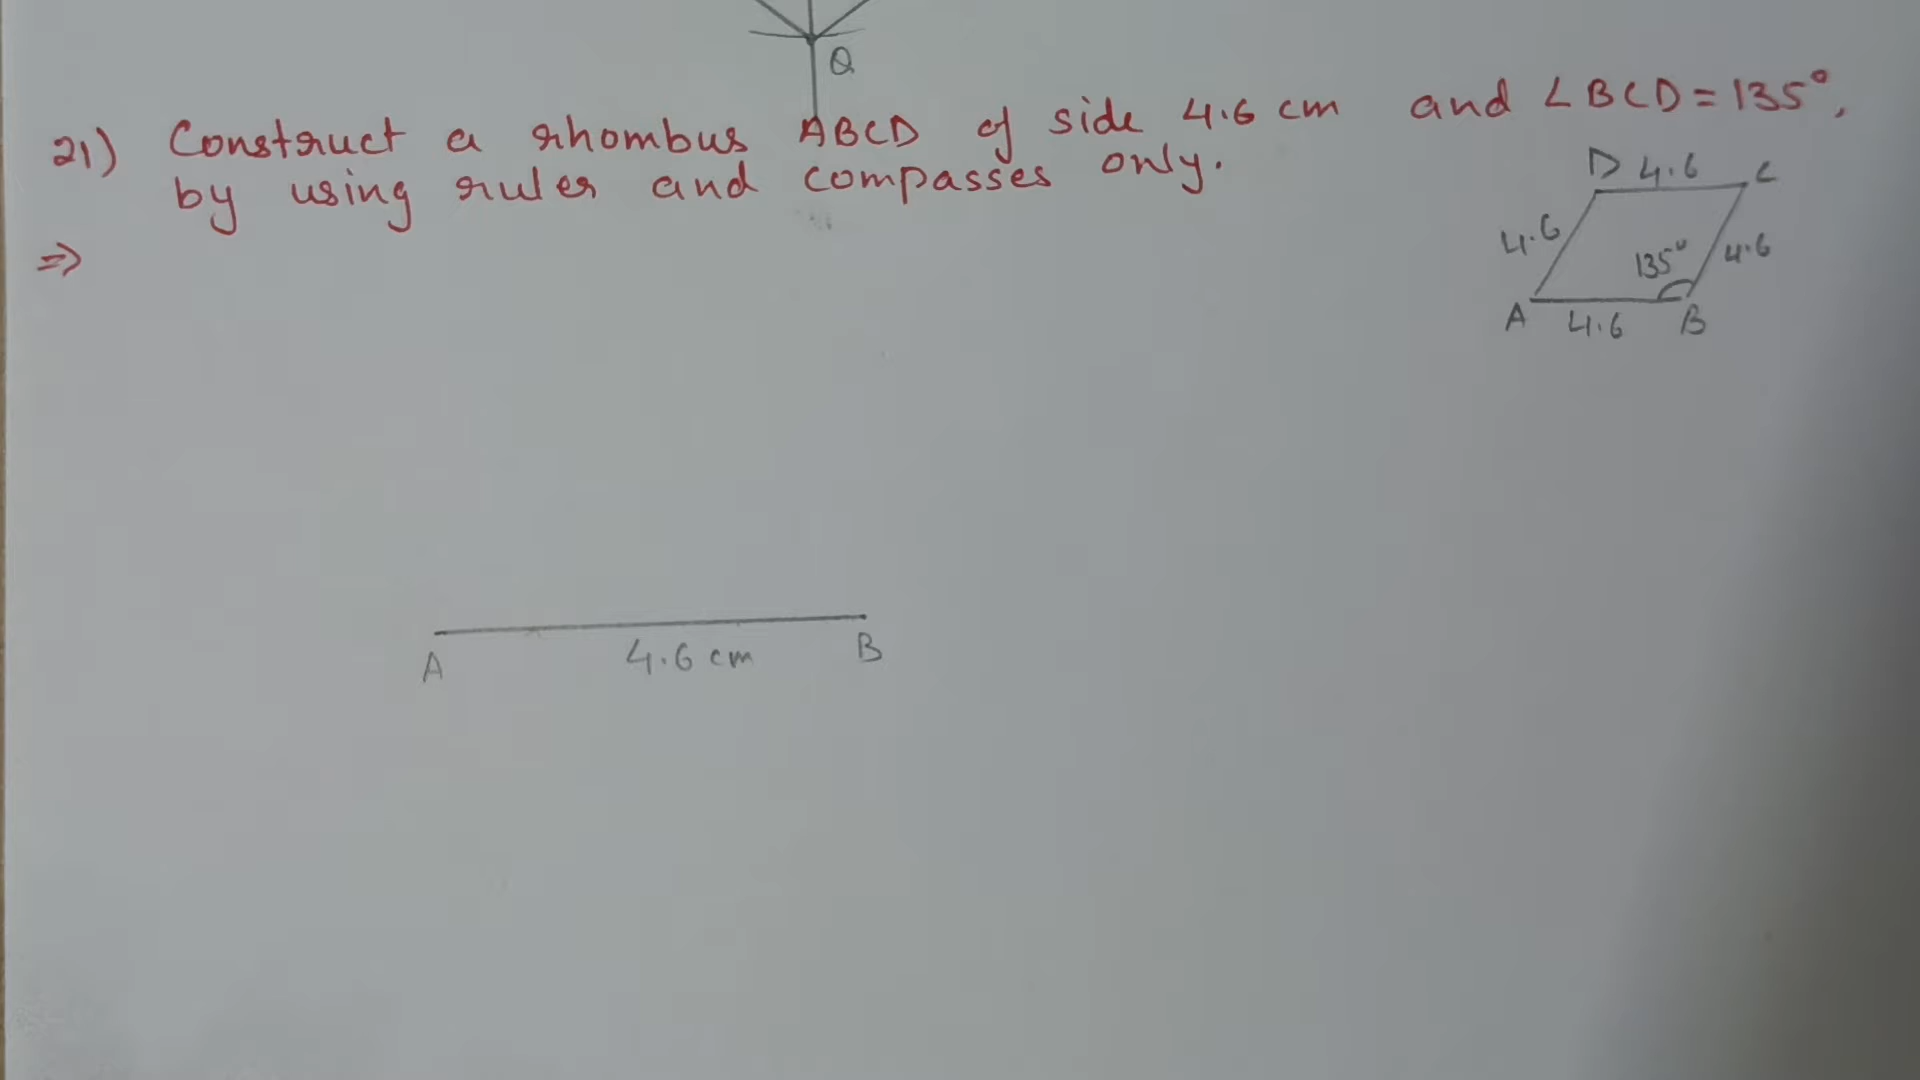 Q
21) Construct a rhombus ABCD of side 4.6 cm and ∠BCD = 135°,
by using ruler and compasses only.
⇒
D 4.6 C
4.6
135° 4.6
A 4.6 B
A 4.6 cm B